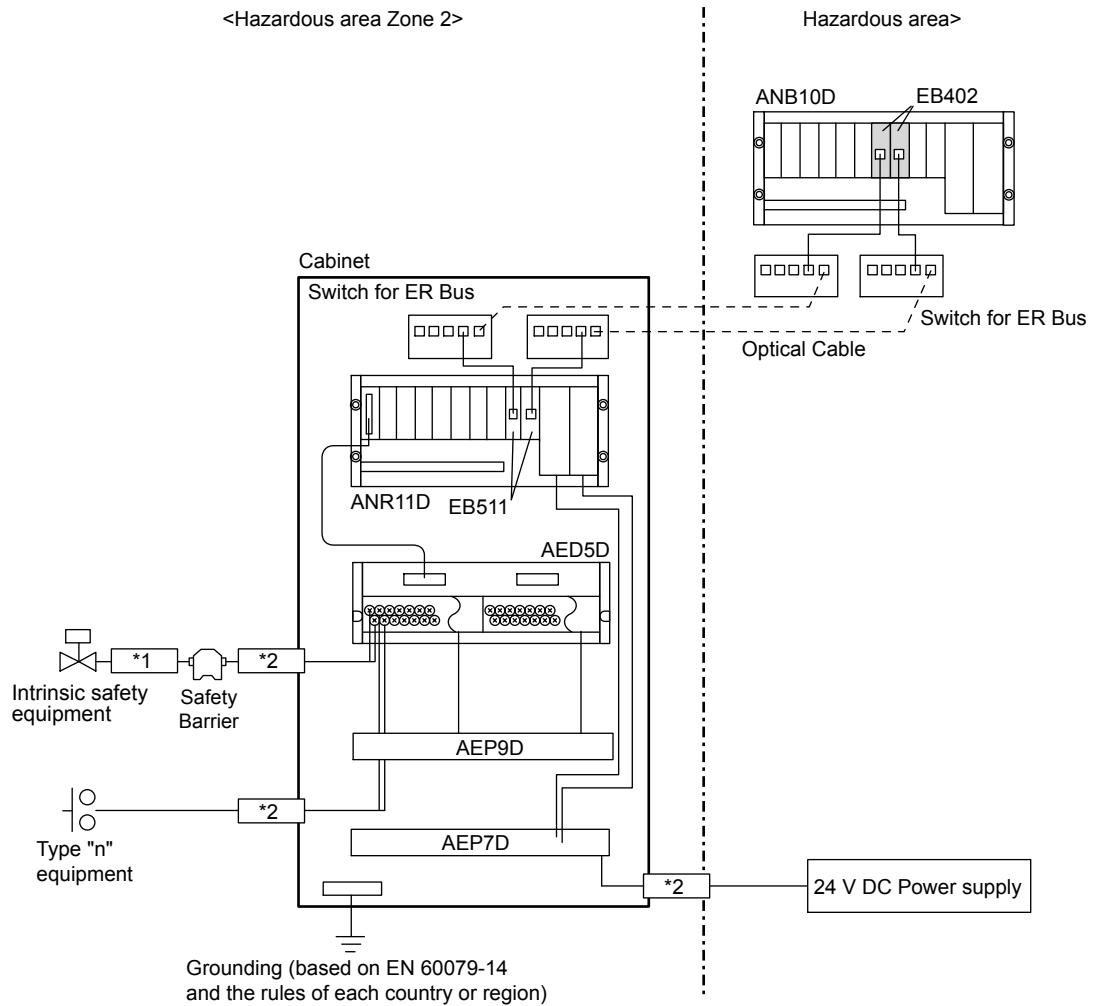 <Hazardous area Zone 2>
Hazardous area>
ANB10D
EB402
Cabinet
Switch for ER Bus
Switch for ER Bus
Optical Cable
ANR11D
EB511
AED5D
*1
*2
Intrinsic safety
equipment
Safety
Barrier
AEP9D
*2
Type "n"
equipment
AEP7D
*2
24 V DC Power supply
Grounding (based on EN 60079-14
and the rules of each country or region)